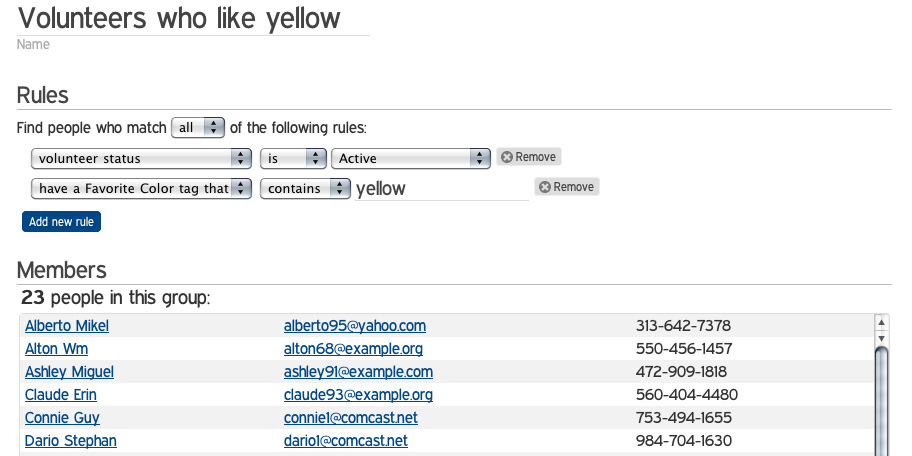 Volunteers who like yellow
Name
Rules
Find people who match all of the following rules:
volunteer status is Active Remove
have a Favorite Color tag that contains yellow Remove
Add new rule
Members
23 people in this group:
Alberto Mikel alberto95@yahoo.com 313-642-7378
Alton Wm alton68@example.org 550-456-1457
Ashley Miguel ashley91@example.com 472-909-1818
Claude Erin claude93@example.org 560-404-4480
Connie Guy connie1@comcast.net 753-494-1655
Dario Stephan dario1@comcast.net 984-704-1630